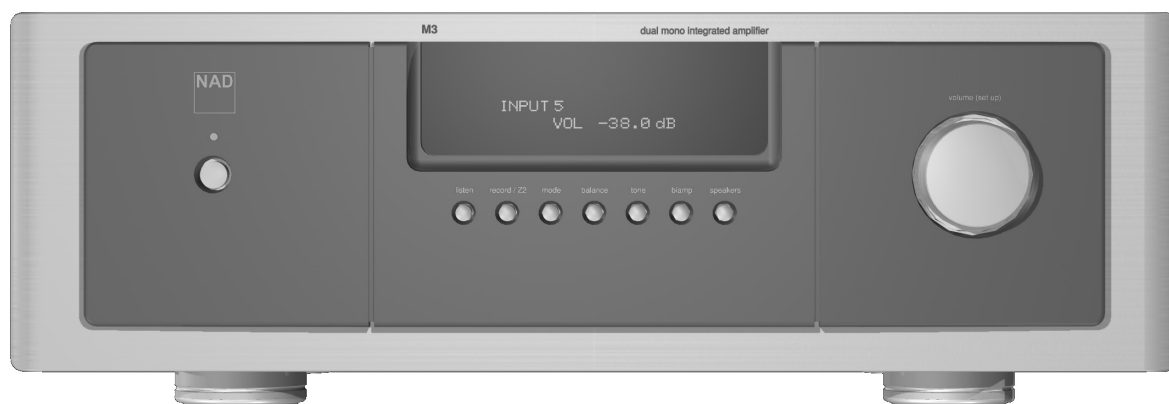 M3
dual mono integrated amplifier
NAD
INPUT 5
VOL -38.0 dB
volume (set up)
listen
record / Z2
mode
balance
tone
biamp
speakers